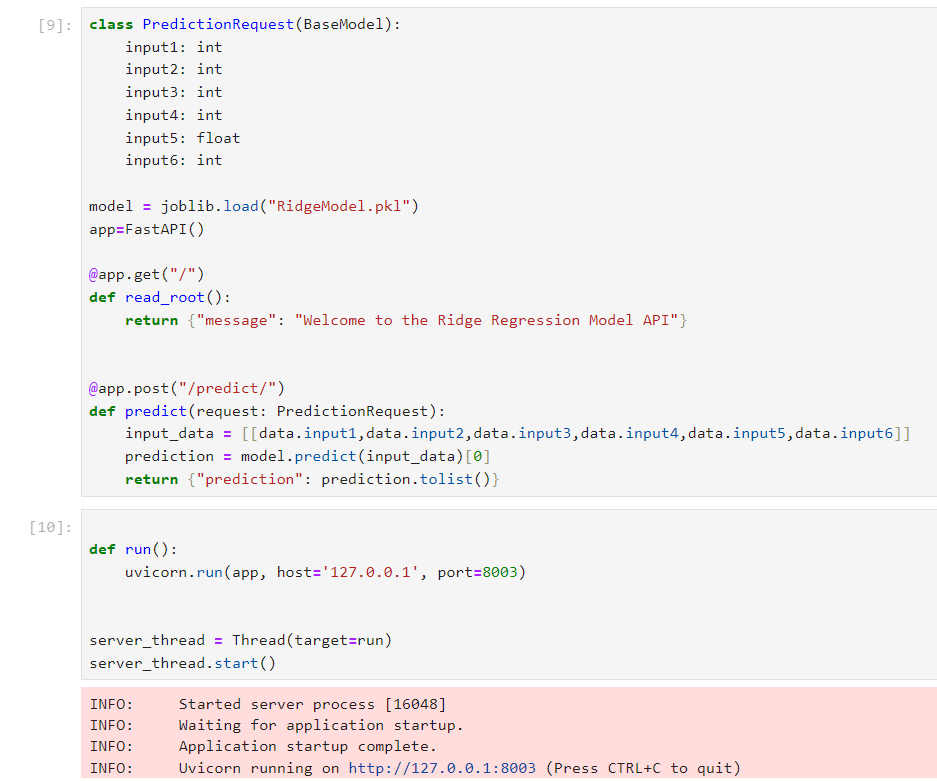 [9]:
class PredictionRequest(BaseModel):
    input1: int
    input2: int
    input3: int
    input4: int
    input5: float
    input6: int

model = joblib.load("RidgeModel.pkl")
app=FastAPI()

@app.get("/")
def read_root():
    return {"message": "Welcome to the Ridge Regression Model API"}


@app.post("/predict/")
def predict(request: PredictionRequest):
    input_data = [[data.input1,data.input2,data.input3,data.input4,data.input5,data.input6]]
    prediction = model.predict(input_data)[0]
    return {"prediction": prediction.tolist()}
[10]:

def run():
    uvicorn.run(app, host='127.0.0.1', port=8003)


server_thread = Thread(target=run)
server_thread.start()
INFO:     Started server process [16048]
INFO:     Waiting for application startup.
INFO:     Application startup complete.
INFO:     Uvicorn running on http://127.0.0.1:8003 (Press CTRL+C to quit)